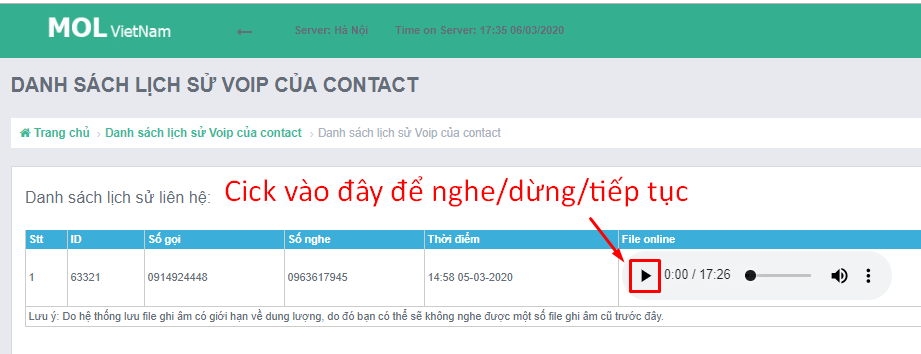 MOL VietNam
Server: Hà Nội Time on Server: 17:35 06/03/2020
DANH SÁCH LỊCH SỬ VOIP CỦA CONTACT
Trang chủ › Danh sách lịch sử Voip của contact › Danh sách lịch sử Voip của contact
Danh sách lịch sử liên hệ:
Cick vào đây để nghe/dừng/tiếp tục
Stt ID Số gọi Số nghe Thời điểm File online
1 63321 0914924448 0963617945 14:58 05-03-2020 0:00 / 17:26
Lưu ý: Do hệ thống lưu file ghi âm có giới hạn về dung lượng, do đó bạn có thể sẽ không nghe được một số file ghi âm cũ trước đây.